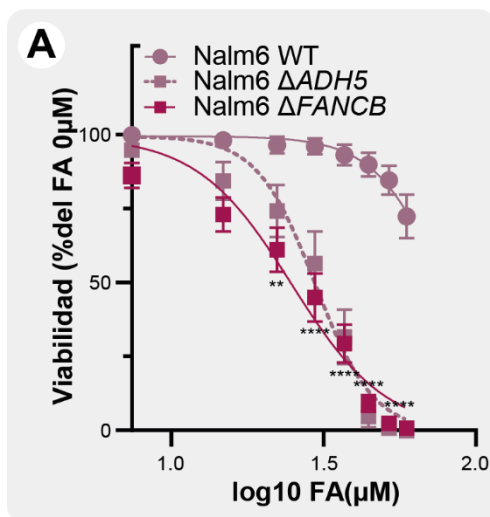 A
Nalm6 WT
Nalm6 ΔADH5
Nalm6 ΔFANCB
Viabilidad (%del FA 0µM)
100
50
0
**
****
****
****
****
1.0
1.5
2.0
log10 FA(µM)